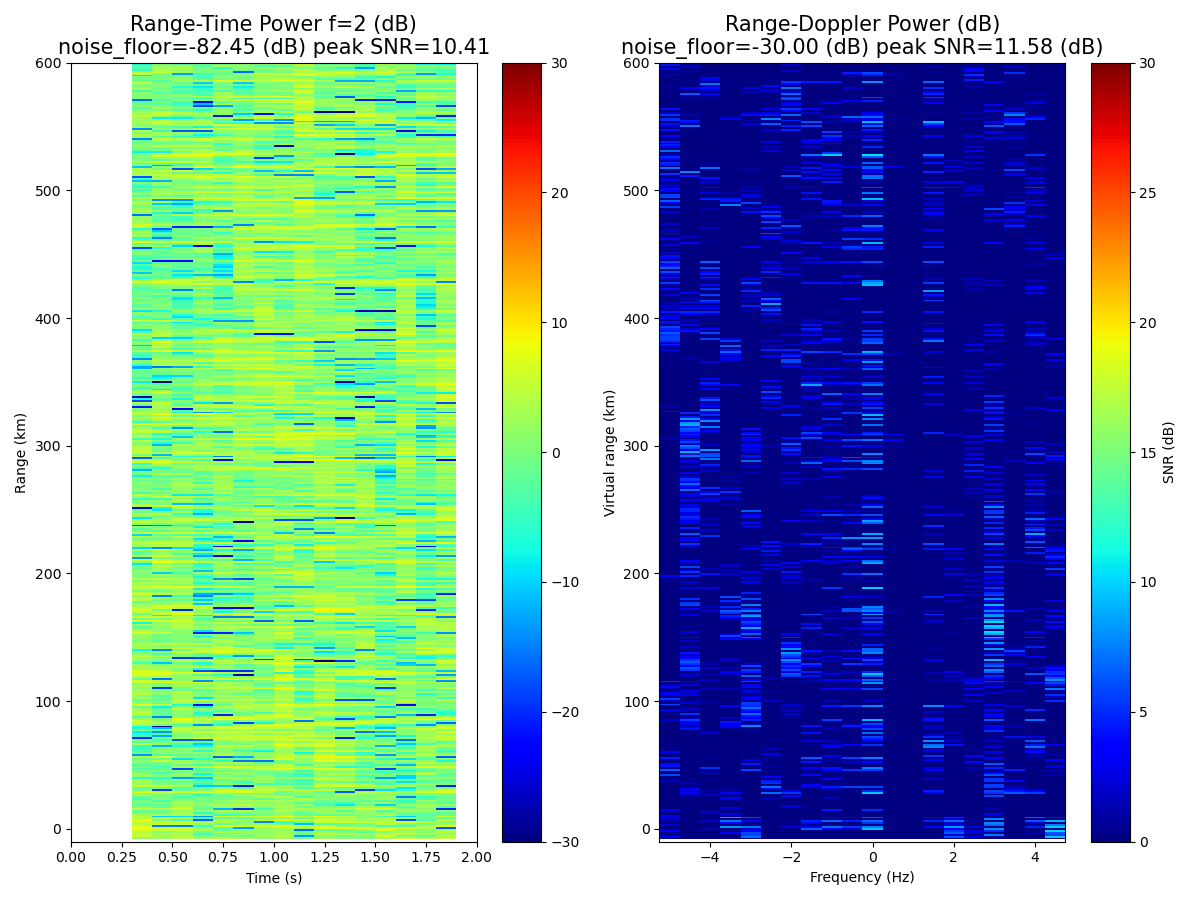 Range-Time Power f=2 (dB)
noise_floor=-82.45 (dB) peak SNR=10.41
600
500
400
300
200
100
0
Range (km)
0.00 0.25 0.50 0.75 1.00 1.25 1.50 1.75 2.00
Time (s)
30
20
10
0
−10
−20
−30
Range-Doppler Power (dB)
noise_floor=-30.00 (dB) peak SNR=11.58 (dB)
600
500
400
300
200
100
0
Virtual range (km)
−4 −2 0 2 4
Frequency (Hz)
30
25
20
15
10
5
0
SNR (dB)